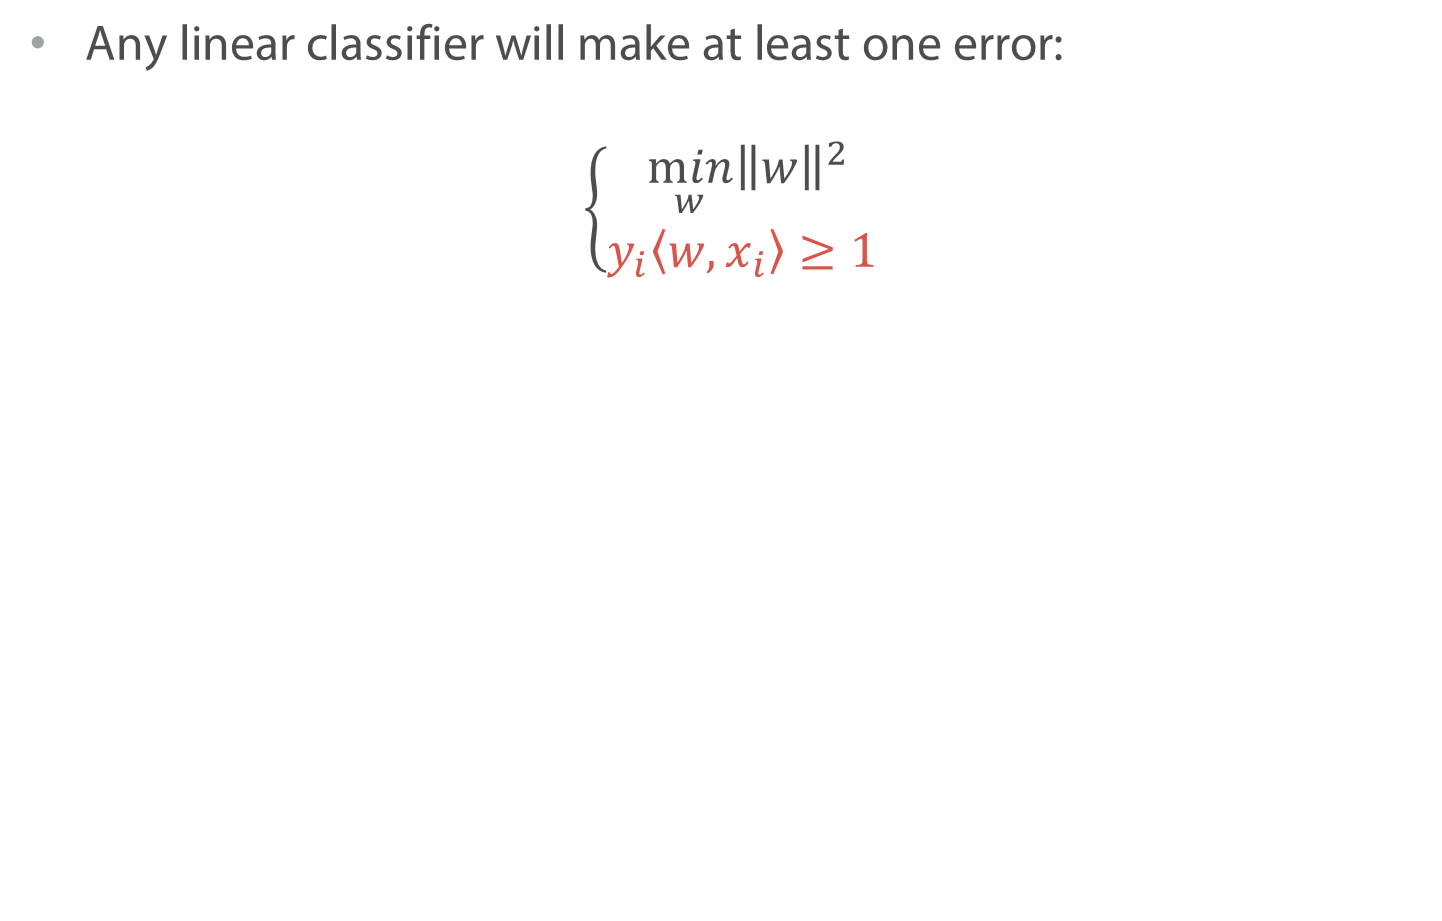 • Any linear classifier will make at least one error:
{ min‖w‖²
w
yᵢ⟨w, xᵢ⟩ ≥ 1